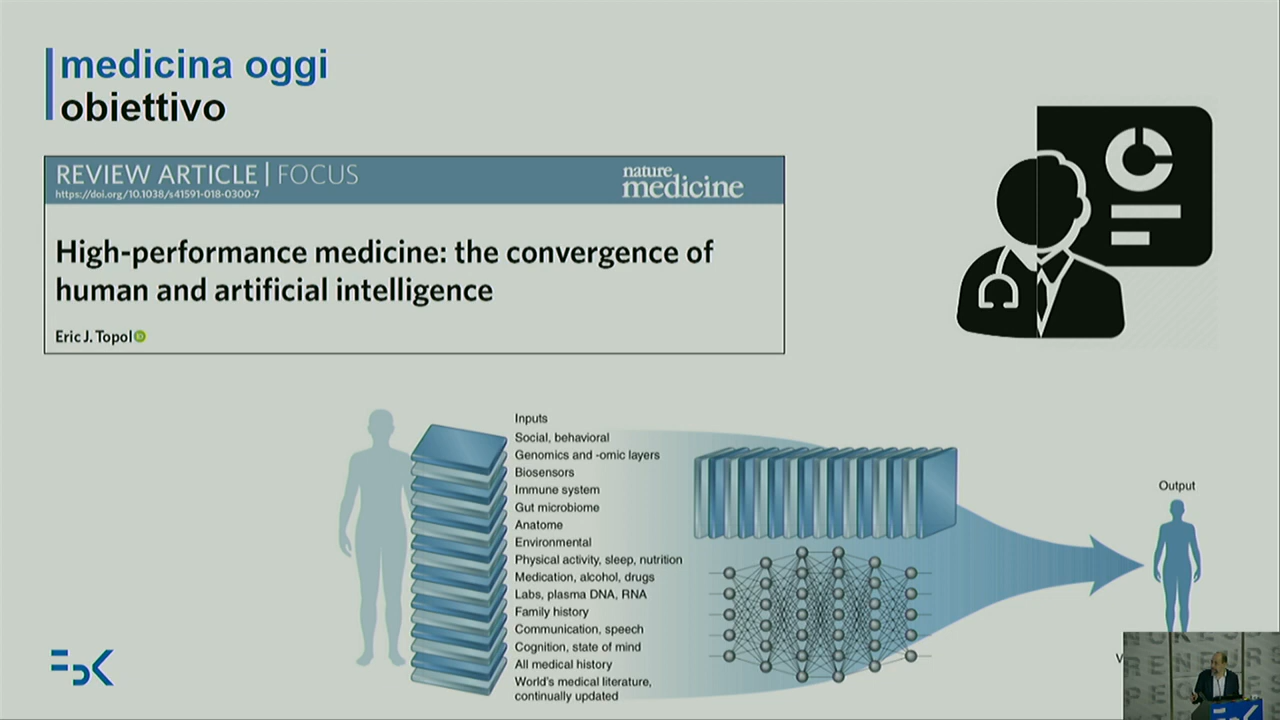 medicina oggi
obiettivo
REVIEW ARTICLE | FOCUS
https://doi.org/10.1038/s41591-018-0300-7
nature
medicine
High-performance medicine: the convergence of
human and artificial intelligence
Eric J. Topol
Inputs
Social, behavioral
Genomics and -omic layers
Biosensors
Immune system
Gut microbiome
Anatome
Environmental
Physical activity, sleep, nutrition
Medication, alcohol, drugs
Labs, plasma DNA, RNA
Family history
Communication, speech
Cognition, state of mind
All medical history
World's medical literature,
continually updated
Output
FbK